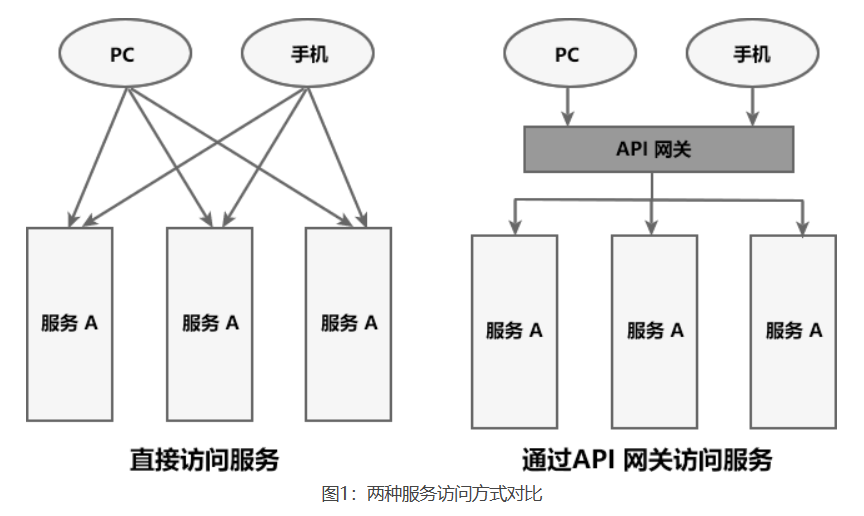 PC
手机
服务 A
服务 A
服务 A
直接访问服务
PC
手机
API 网关
服务 A
服务 A
服务 A
通过API 网关访问服务
图1：两种服务访问方式对比